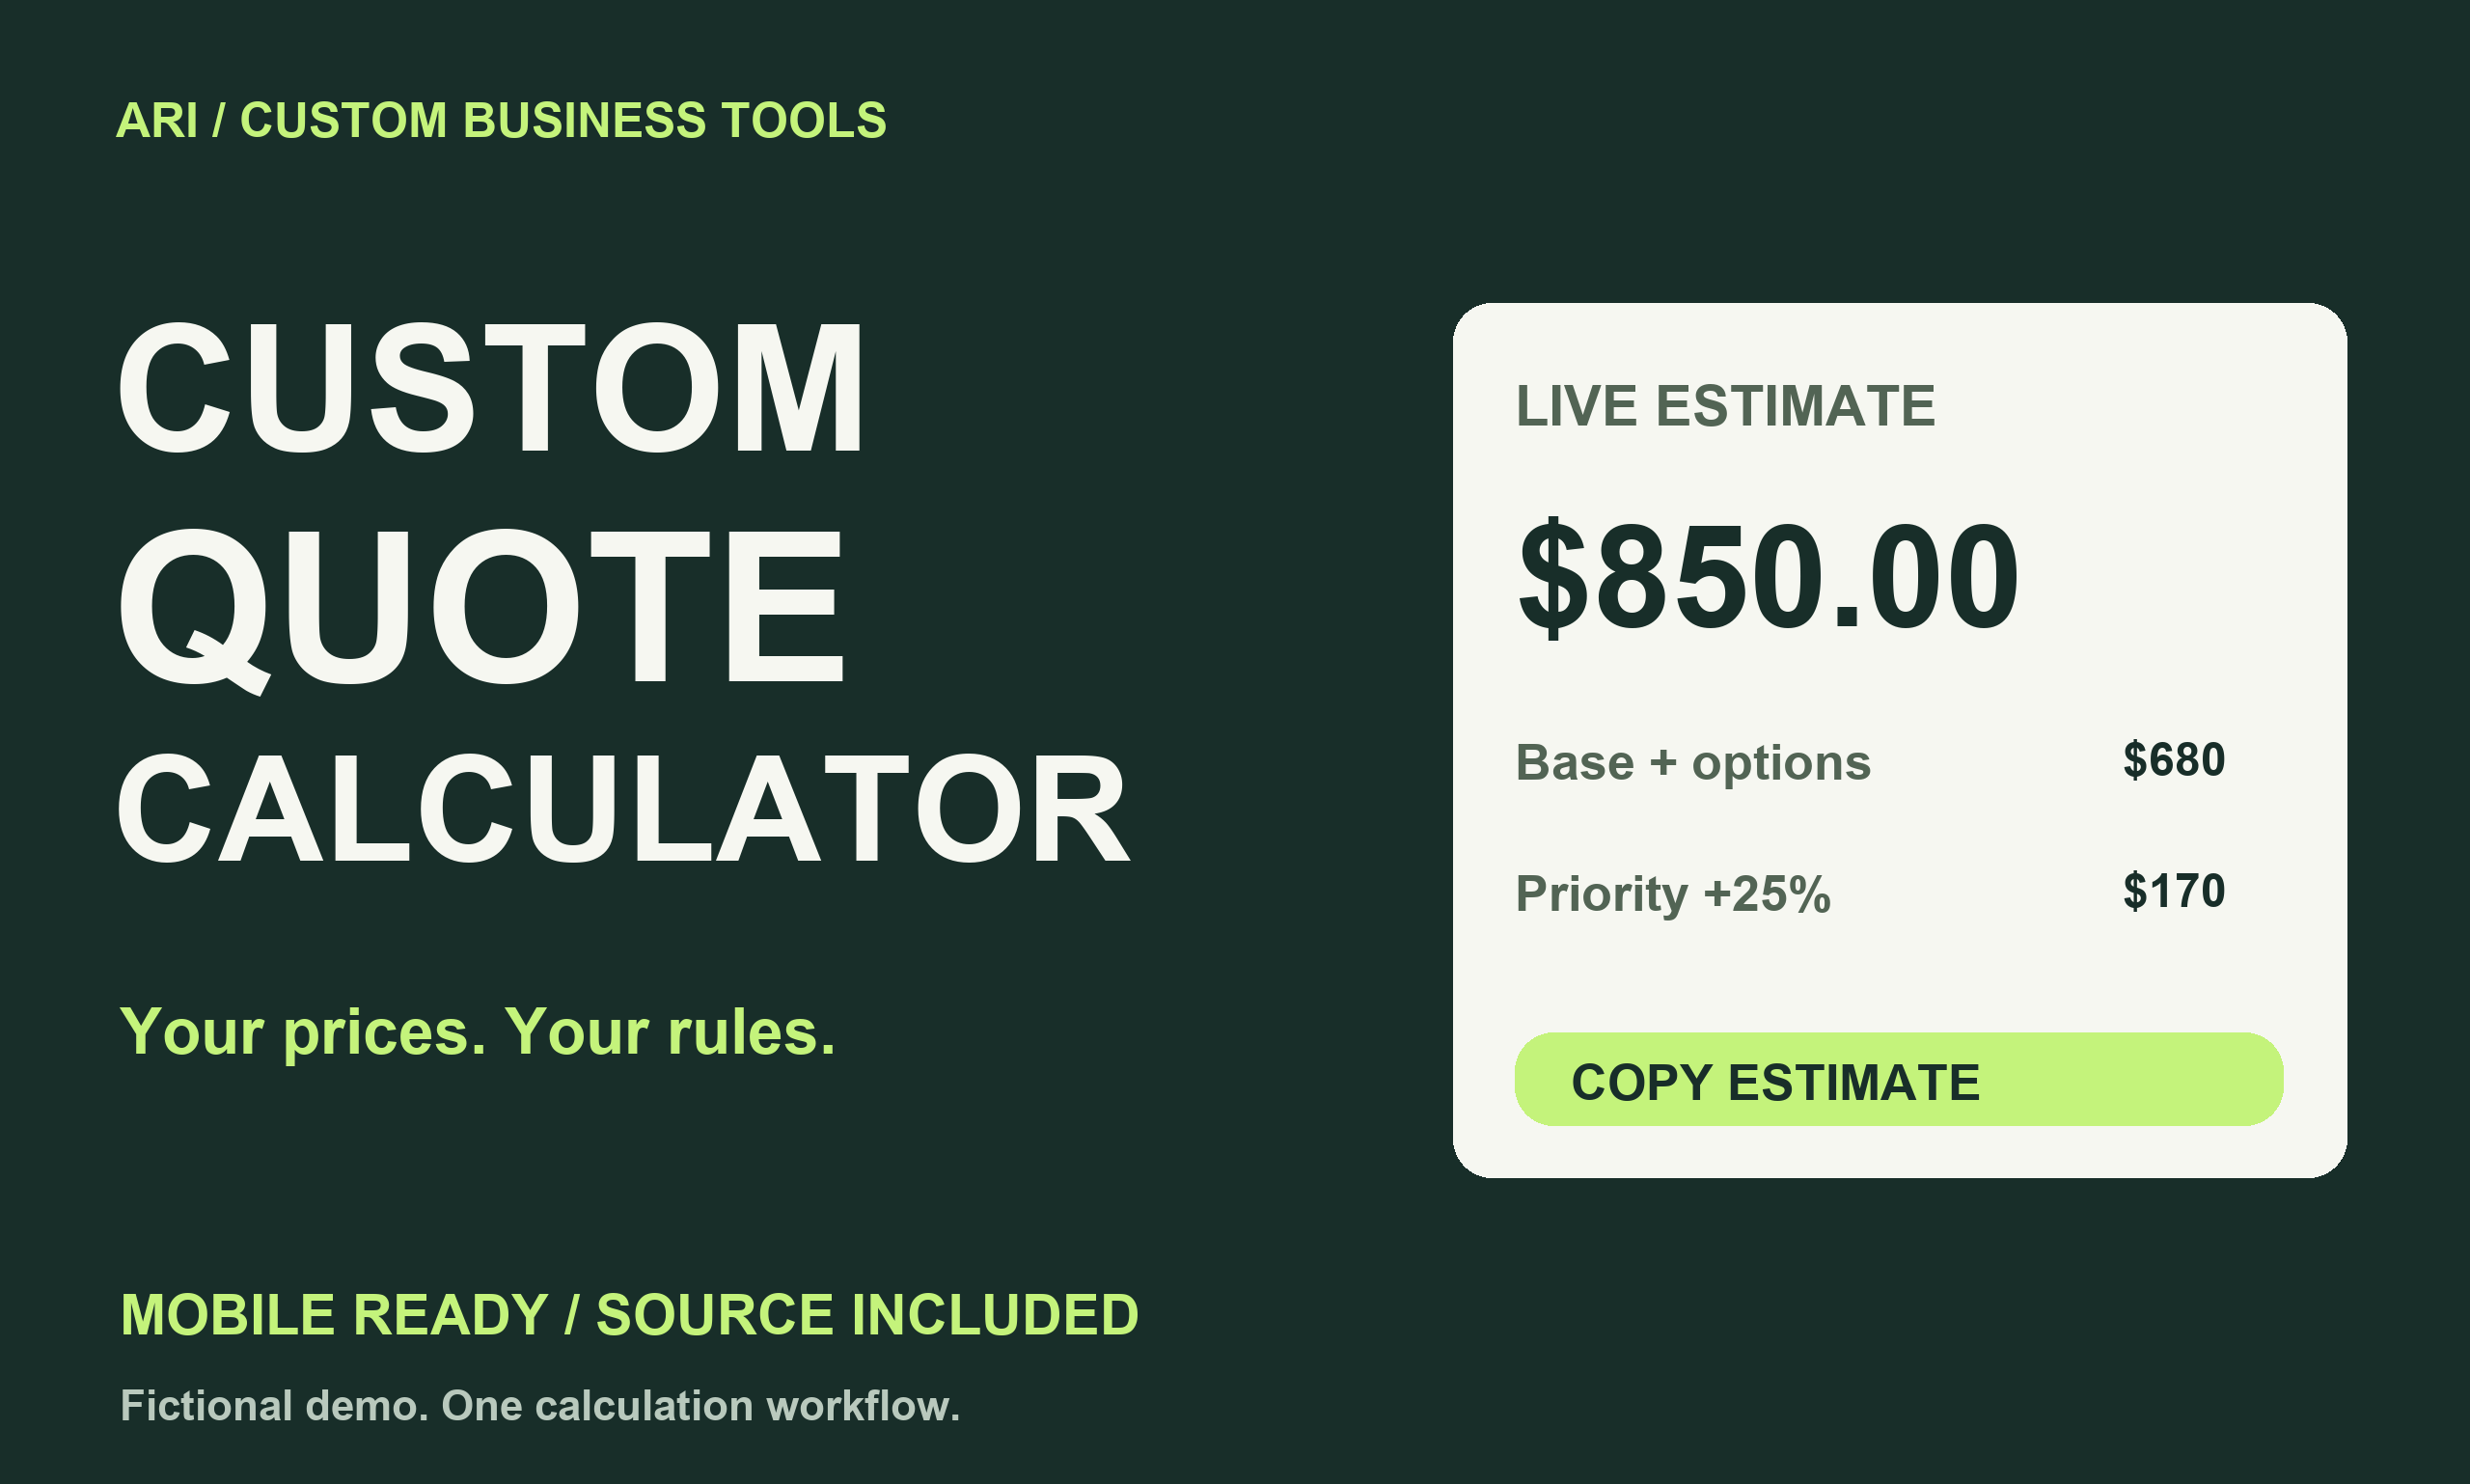 ARI / CUSTOM BUSINESS TOOLS
CUSTOM
QUOTE
CALCULATOR
Your prices. Your rules.
LIVE ESTIMATE
$850.00
Base + options $680
Priority +25% $170
COPY ESTIMATE
MOBILE READY / SOURCE INCLUDED
Fictional demo. One calculation workflow.